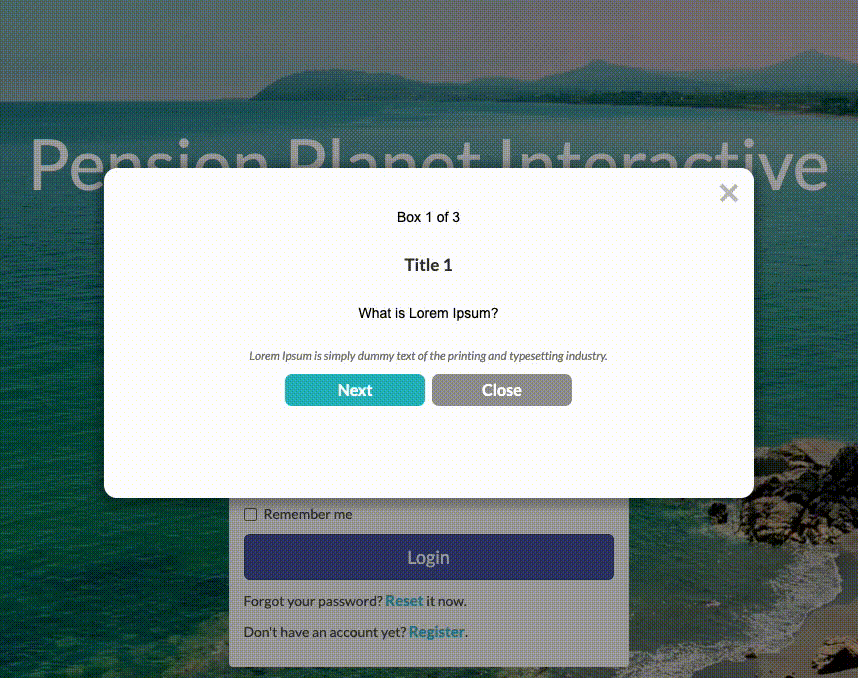 Pension Planet Interactive
Box 1 of 3
Title 1
What is Lorem Ipsum?
Lorem Ipsum is simply dummy text of the printing and typesetting industry.
Next Close
Remember me
Login
Forgot your password? Reset it now.
Don't have an account yet? Register.